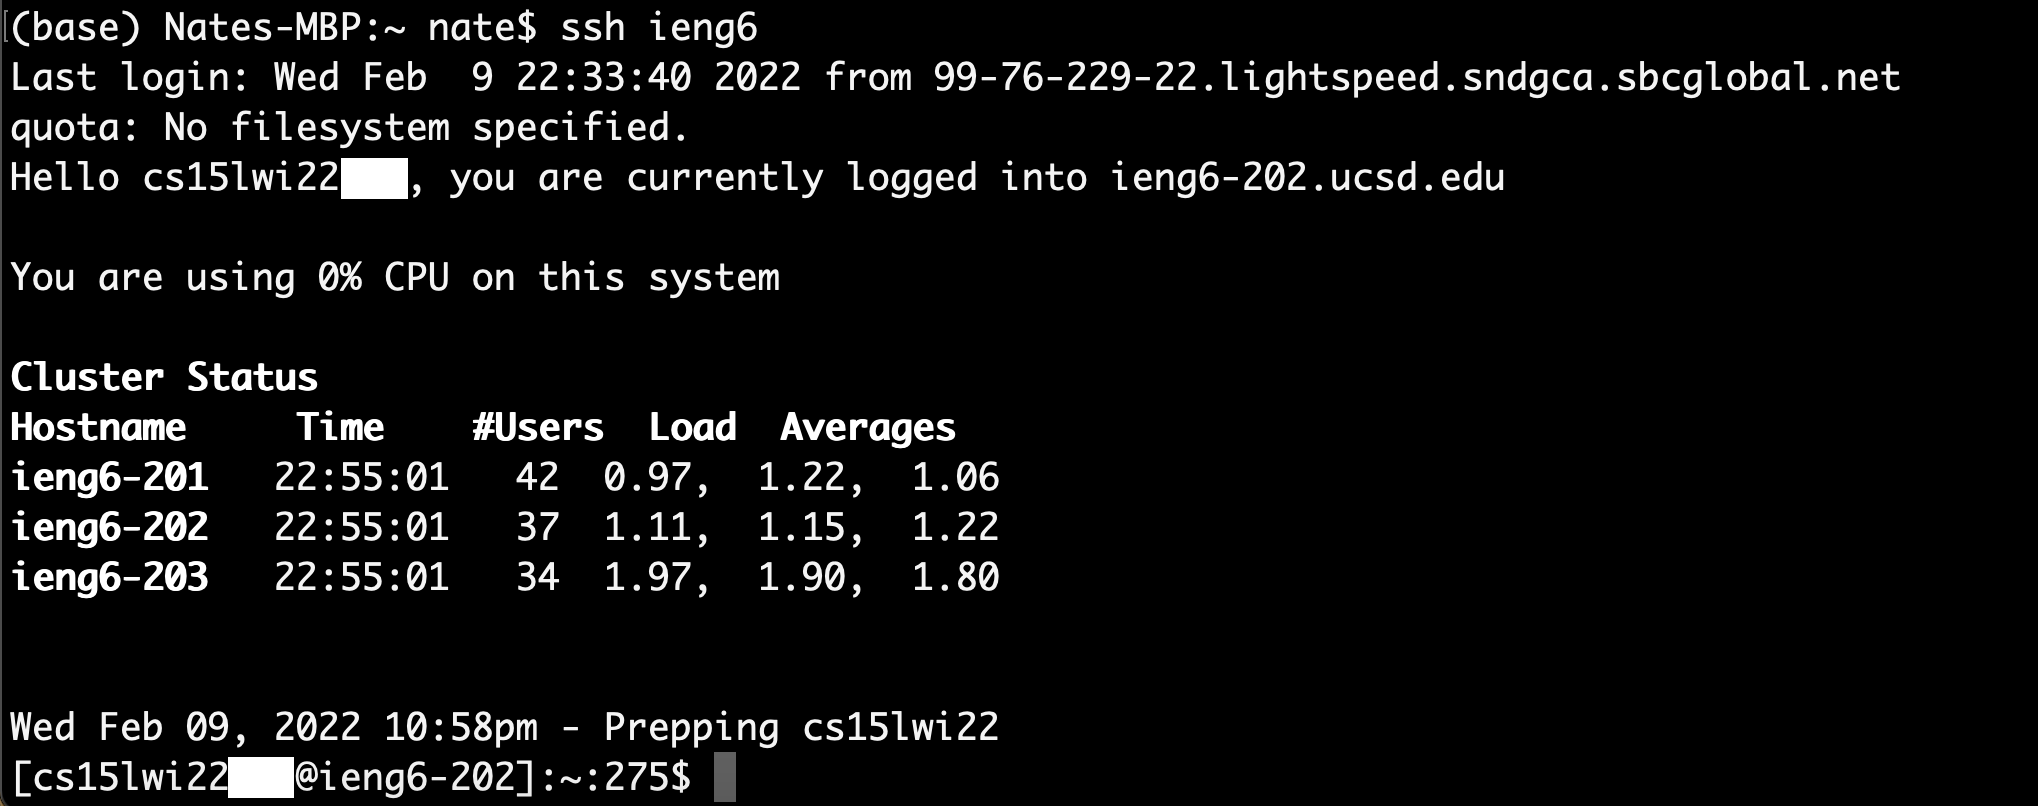 (base) Nates-MBP:~ nate$ ssh ieng6
Last login: Wed Feb  9 22:33:40 2022 from 99-76-229-22.lightspeed.sndgca.sbcglobal.net
quota: No filesystem specified.
Hello cs15lwi22   , you are currently logged into ieng6-202.ucsd.edu
You are using 0% CPU on this system
Cluster Status
Hostname     Time    #Users  Load  Averages
ieng6-201   22:55:01   42  0.97,  1.22,  1.06
ieng6-202   22:55:01   37  1.11,  1.15,  1.22
ieng6-203   22:55:01   34  1.97,  1.90,  1.80
Wed Feb 09, 2022 10:58pm - Prepping cs15lwi22
[cs15lwi22   @ieng6-202]:~:275$